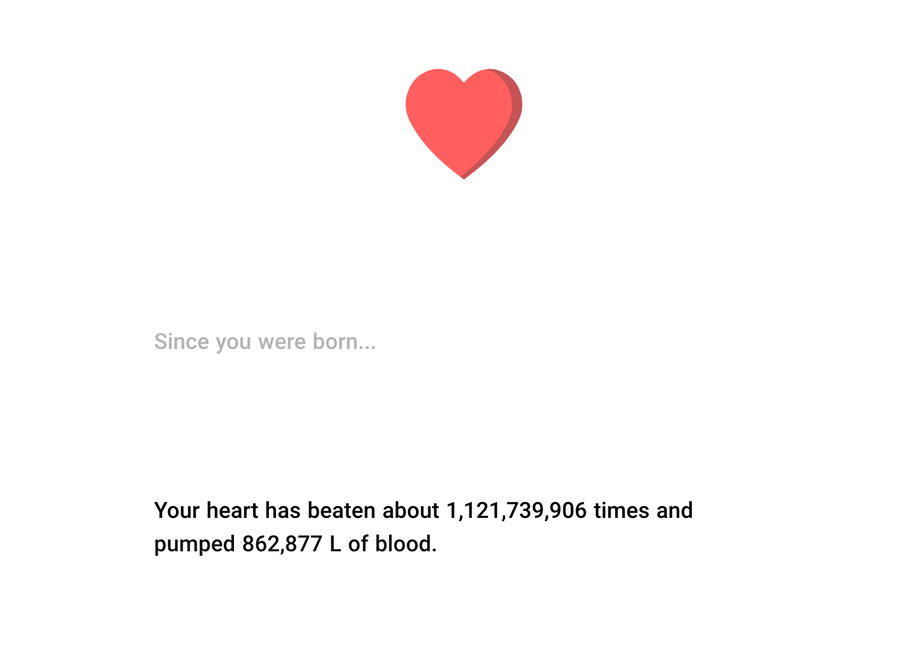 Since you were born...
Your heart has beaten about 1,121,739,906 times and
pumped 862,877 L of blood.